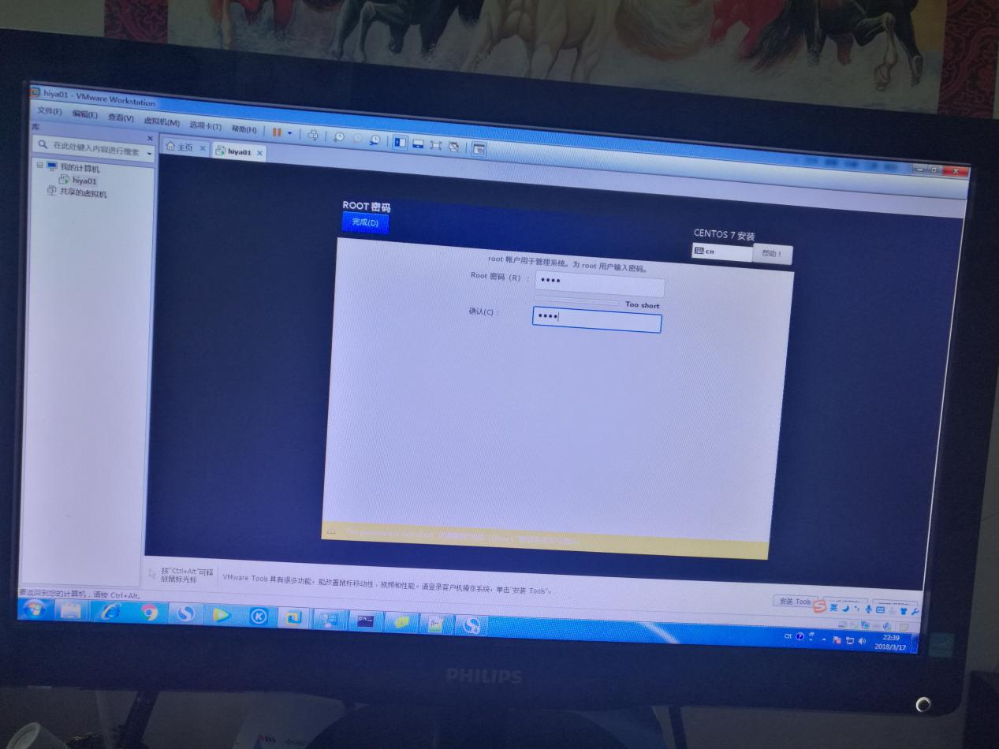 hiya01 - VMware Workstation
文件(F) 编辑(E) 查看(V) 虚拟机(M) 选项卡(T) 帮助(H)
库
在此处键入内容进行搜索
主页
hiya01
我的计算机
hiya01
共享的虚拟机
ROOT 密码
完成(D)
CENTOS 7 安装
cn
帮助！
root 帐户用于管理系统。为 root 用户输入密码。
Root 密码（R）：
••••
Too short
确认(C)：
••••
按"Ctrl+Alt"可释
放鼠标光标
VMware Tools 具有很多功能，能改善鼠标移动性、视频和性能。请登录客户机操作系统，单击"安装 Tools"。
安装 Tools
要返回到您的计算机，请按 Ctrl+Alt。
英
CH
22:39
2018/3/17
PHILIPS